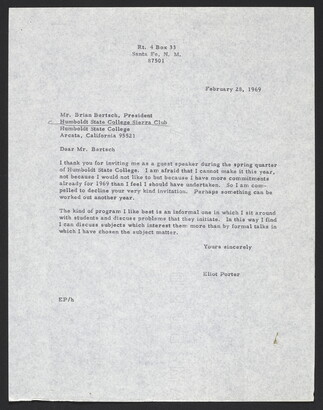 Rt. 4 Box 33
Santa Fe, N. M.
87501
February 25, 1969
Mr. Brian Bertsch, President
Humboldt State College Sierra Club
Humboldt State College
Arcata, California 95521
Dear Mr. Bertsch
I thank you for inviting me as a guest speaker during the spring quarter
of Humboldt State College. I am afraid that I cannot make it this year,
not because I would not like to but because I have more commitments
already for 1969 than I feel I should have undertaken. So I am com-
pelled to decline your very kind invitation. Perhaps something can be
worked out another year.
The kind of program I like best is an informal one in which I sit around
with students and discuss problems that they initiate. In this way I find
I can discuss subjects which interest them more than by formal talks in
which I have chosen the subject matter.
Yours sincerely
Eliot Porter
EP/h